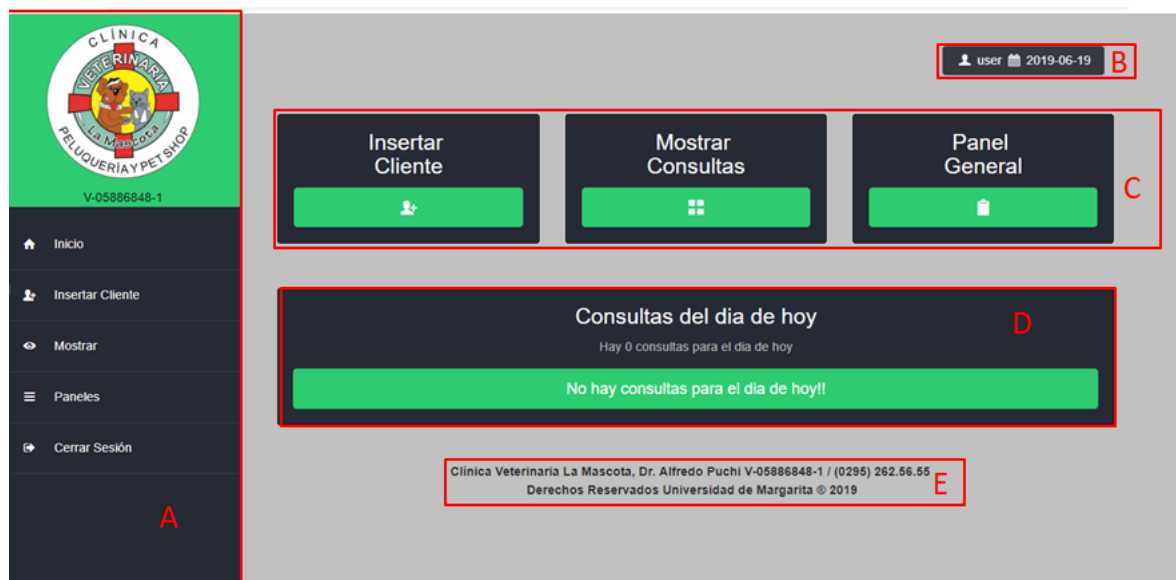 CLÍNICA
VETERINARIA
La Mascota
PELUQUERÍA Y PET SHOP
V-05886848-1
Inicio
Insertar Cliente
Mostrar
Paneles
Cerrar Sesión
A
user 2019-06-19
B
Insertar
Cliente
Mostrar
Consultas
Panel
General
C
Consultas del dia de hoy
D
Hay 0 consultas para el dia de hoy
No hay consultas para el dia de hoy!!
Clínica Veterinaria La Mascota, Dr. Alfredo Puchi V-05886848-1 / (0295) 262.56.55
Derechos Reservados Universidad de Margarita ® 2019
E